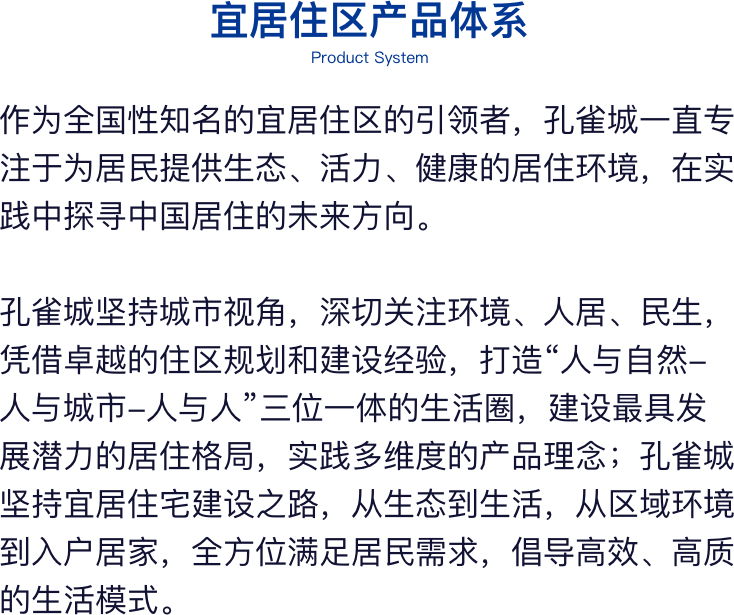 宜居住区产品体系
Product System
作为全国性知名的宜居住区的引领者，孔雀城一直专
注于为居民提供生态、活力、健康的居住环境，在实
践中探寻中国居住的未来方向。
孔雀城坚持城市视角，深切关注环境、人居、民生，
凭借卓越的住区规划和建设经验，打造“人与自然–
人与城市–人与人”三位一体的生活圈，建设最具发
展潜力的居住格局，实践多维度的产品理念；孔雀城
坚持宜居住宅建设之路，从生态到生活，从区域环境
到入户居家，全方位满足居民需求，倡导高效、高质
的生活模式。